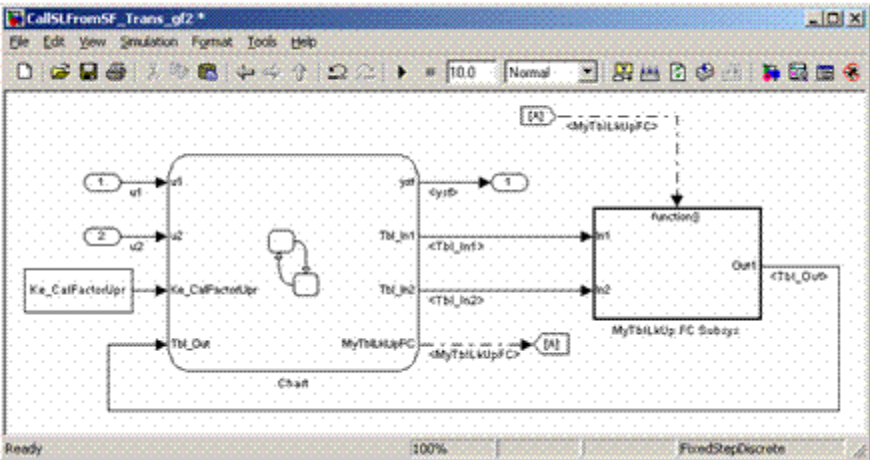 CallSLFromSF_Trans_gf2 *
File Edit View Simulation Format Tools Help
10.0 Normal
[A]
<MyTblLkUpFC>
1 u1 u1 ysf <ysf> 1
function()
2 u2 u2 Tbl_In1 <Tbl_In1> In1
Out1 <Tbl_Out>
Ke_CalFactorUpr Ke_CalFactorUpr Tbl_In2 <Tbl_In2> In2
MyTblLkUp FC Subsys
Tbl_Out MyTblLkUpFC <MyTblLkUpFC> [A]
Chart
Ready 100% FixedStepDiscrete